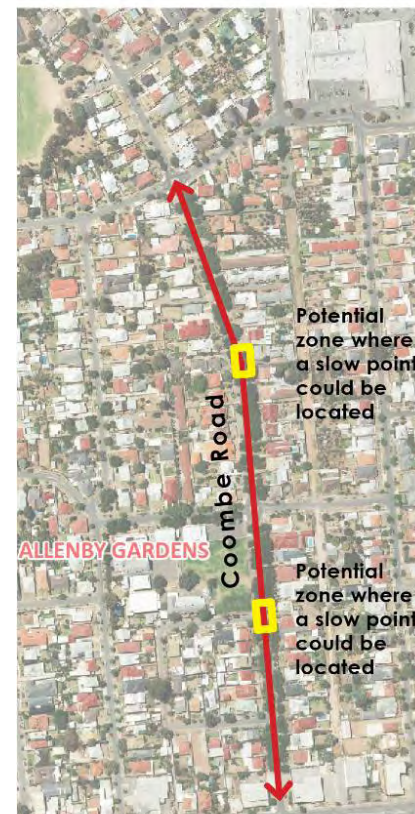 Potential
zone where
a slow point
could be
located
Coombe Road
ALLENBY GARDENS
Potential
zone where
a slow point
could be
located